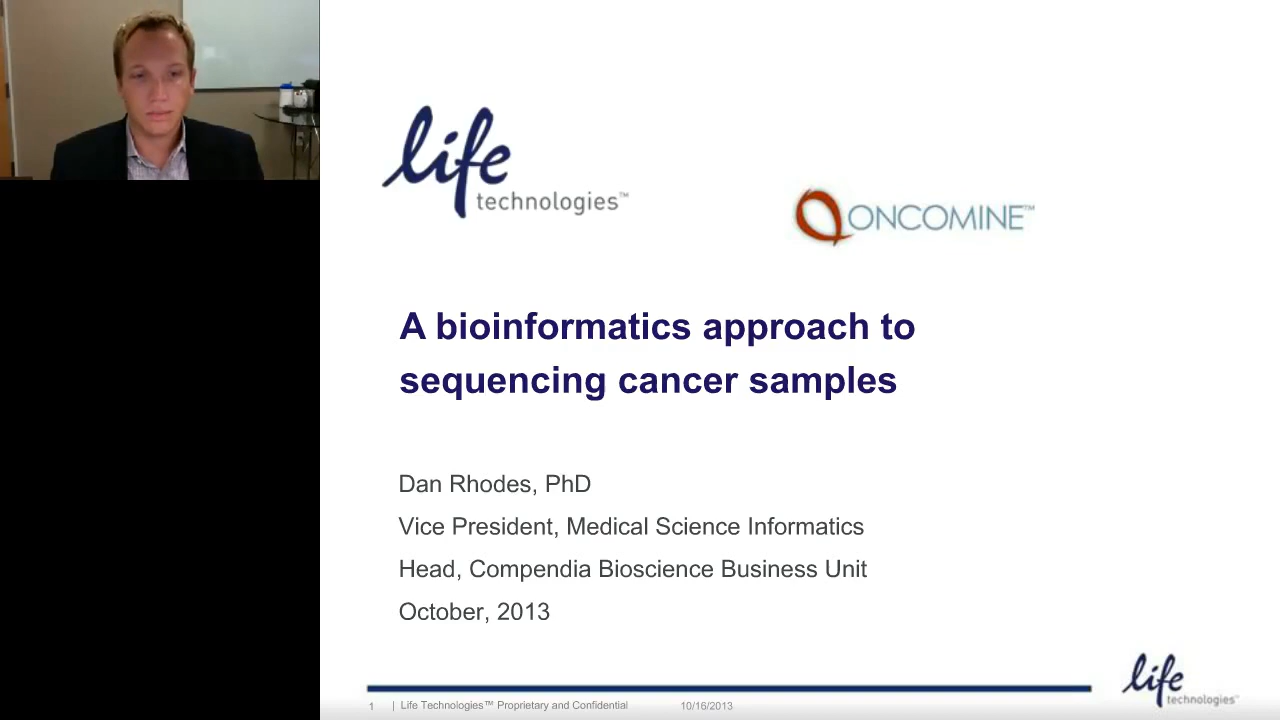 life
technologies™
ONCOMINE™
A bioinformatics approach to
sequencing cancer samples
Dan Rhodes, PhD
Vice President, Medical Science Informatics
Head, Compendia Bioscience Business Unit
October, 2013
life
technologies™
1 | Life Technologies™ Proprietary and Confidential 10/16/2013